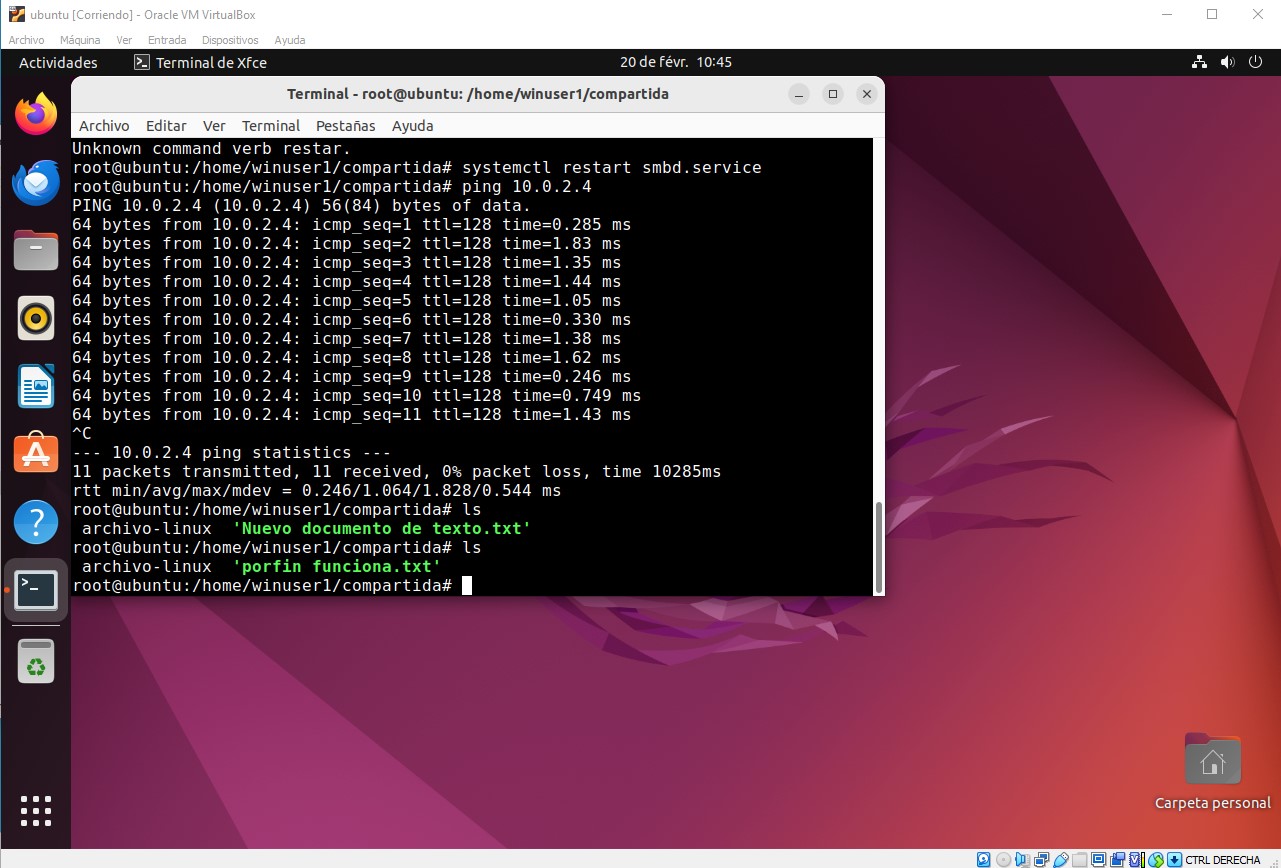 ubuntu [Corriendo] - Oracle VM VirtualBox
Archivo Máquina Ver Entrada Dispositivos Ayuda
Actividades Terminal de Xfce 20 de févr. 10:45
Terminal - root@ubuntu: /home/winuser1/compartida
Archivo Editar Ver Terminal Pestañas Ayuda
Unknown command verb restar.
root@ubuntu:/home/winuser1/compartida# systemctl restart smbd.service
root@ubuntu:/home/winuser1/compartida# ping 10.0.2.4
PING 10.0.2.4 (10.0.2.4) 56(84) bytes of data.
64 bytes from 10.0.2.4: icmp_seq=1 ttl=128 time=0.285 ms
64 bytes from 10.0.2.4: icmp_seq=2 ttl=128 time=1.83 ms
64 bytes from 10.0.2.4: icmp_seq=3 ttl=128 time=1.35 ms
64 bytes from 10.0.2.4: icmp_seq=4 ttl=128 time=1.44 ms
64 bytes from 10.0.2.4: icmp_seq=5 ttl=128 time=1.05 ms
64 bytes from 10.0.2.4: icmp_seq=6 ttl=128 time=0.330 ms
64 bytes from 10.0.2.4: icmp_seq=7 ttl=128 time=1.38 ms
64 bytes from 10.0.2.4: icmp_seq=8 ttl=128 time=1.62 ms
64 bytes from 10.0.2.4: icmp_seq=9 ttl=128 time=0.246 ms
64 bytes from 10.0.2.4: icmp_seq=10 ttl=128 time=0.749 ms
64 bytes from 10.0.2.4: icmp_seq=11 ttl=128 time=1.43 ms
^C
--- 10.0.2.4 ping statistics ---
11 packets transmitted, 11 received, 0% packet loss, time 10285ms
rtt min/avg/max/mdev = 0.246/1.064/1.828/0.544 ms
root@ubuntu:/home/winuser1/compartida# ls
archivo-linux 'Nuevo documento de texto.txt'
root@ubuntu:/home/winuser1/compartida# ls
archivo-linux 'porfin funciona.txt'
root@ubuntu:/home/winuser1/compartida#
Carpeta personal
CTRL DERECHA